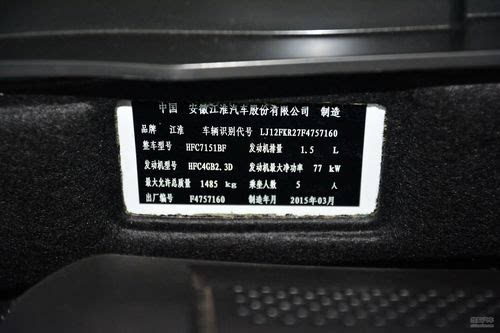 中国 安徽江淮汽车股份有限公司 制造
品牌 江淮 车辆识别代号 LJ12FKR27F4757160
整车型号 HFC7151BF 发动机排量 1.5 L
发动机型号 HFC4GB2.3D 发动机最大净功率 77 kW
最大允许总质量 1485 kg 乘座人数 5 人
出厂编号 F4757160 制造年月 2015年03月